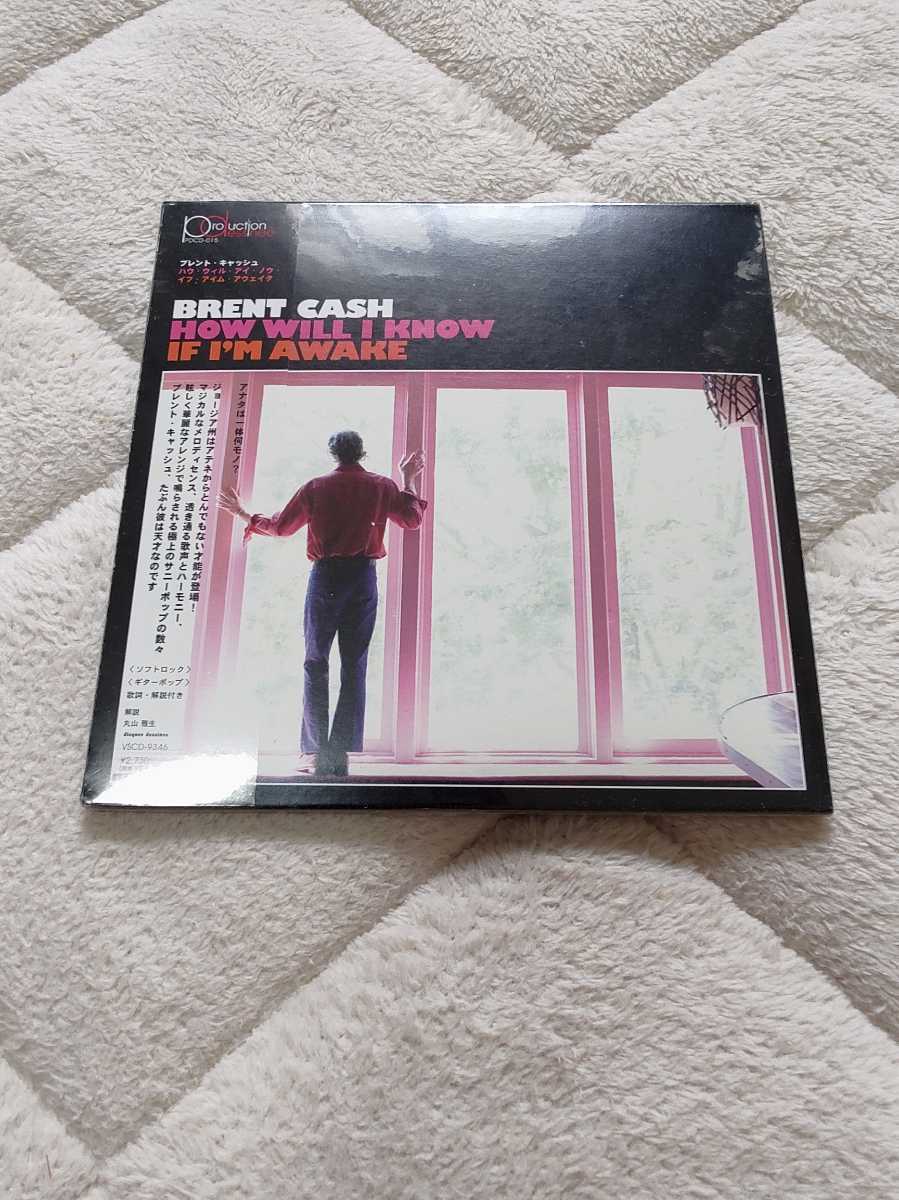 production
dessinée
PDCD-015
ブレント・キャッシュ
ハウ・ウィル・アイ・ノウ・
イフ・アイム・アウェイク
BRENT CASH
HOW WILL I KNOW
IF I'M AWAKE
アナタは一体何モノ?
ジョージア州はアテネからとんでもない才能が登場!
マジカルなメロディセンス、透き通る歌声とハーモニー、
眩しく華麗なアレンジで鳴らされる極上のサニーポップの数々
ブレント・キャッシュ、たぶん彼は天才なのです
〈ソフトロック〉
〈ギターポップ〉
歌詞・解説付き
解説
丸山 雅生
Disques Dessinee
VSCD-9346
¥2,730